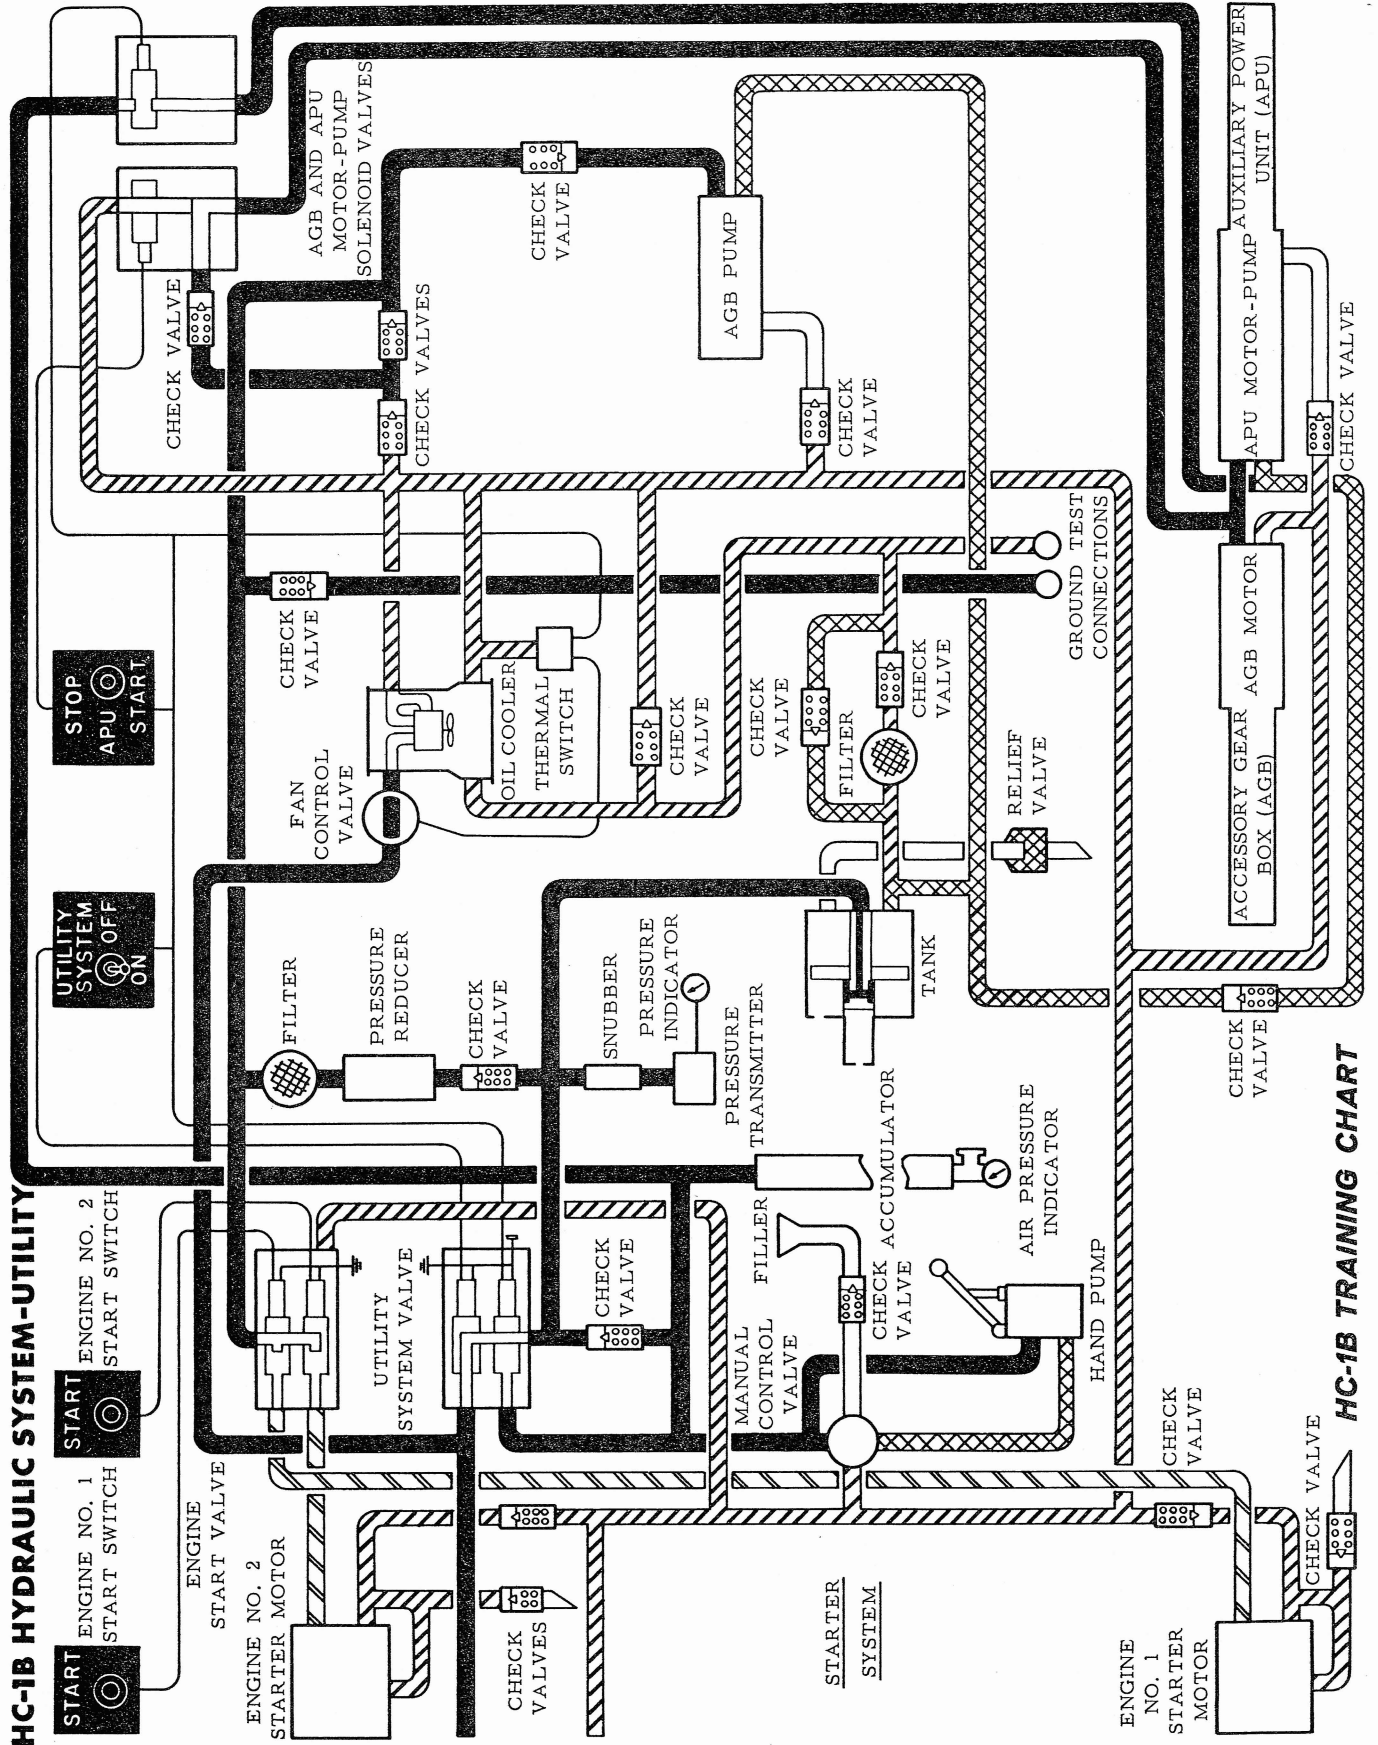 HC-1B HYDRAULIC SYSTEM-UTILITY
START
ENGINE NO. 1
START SWITCH
START
ENGINE NO. 2
START SWITCH
UTILITY
SYSTEM
OFF
ON
STOP
APU
START
ENGINE
START VALVE
ENGINE NO. 2
STARTER MOTOR
UTILITY
SYSTEM VALVE
FILTER
PRESSURE
REDUCER
CHECK
VALVE
SNUBBER
PRESSURE
INDICATOR
PRESSURE
TRANSMITTER
FAN
CONTROL
VALVE
OIL COOLER
THERMAL
SWITCH
CHECK
VALVE
CHECK VALVE
CHECK VALVES
AGB AND APU
MOTOR-PUMP
SOLENOID VALVES
CHECK
VALVE
AGB PUMP
CHECK
VALVE
CHECK
VALVE
CHECK
VALVE
FILTER
CHECK
VALVE
RELIEF
VALVE
GROUND TEST
CONNECTIONS
TANK
CHECK
VALVES
CHECK
VALVE
MANUAL
CONTROL
VALVE
FILLER
CHECK
VALVE
ACCUMULATOR
AIR PRESSURE
INDICATOR
HAND PUMP
STARTER
SYSTEM
ENGINE
NO. 1
STARTER
MOTOR
CHECK
VALVE
CHECK VALVE
CHECK
VALVE
ACCESSORY GEAR
BOX (AGB)
AGB MOTOR
APU MOTOR-PUMP
AUXILIARY POWER
UNIT (APU)
CHECK VALVE
HC-1B TRAINING CHART